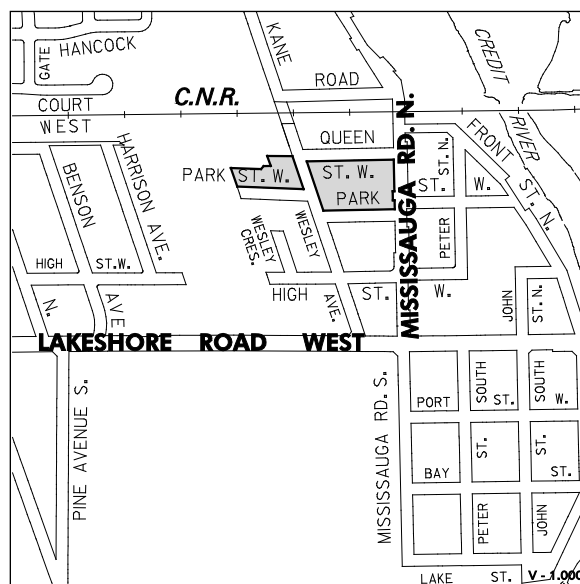 HANCOCK
GATE
KANE
ROAD
CREDIT
RIVER
COURT
C.N.R.
WEST
QUEEN
FRONT
ST. N.
HARRISON AVE.
BENSON
AVE
PARK ST. W.
ST. W.
PARK
ST. W.
ST. N.
PETER
MISSISSAUGA RD. N.
WESLEY
CRES.
WESLEY
AVE.
HIGH ST. W.
HIGH ST. W.
N.
JOHN
ST. N.
LAKESHORE ROAD WEST
PINE AVENUE S.
MISSISSAUGA RD. S.
PORT ST. W.
SOUTH
SOUTH
BAY ST.
ST.
ST.
PETER
JOHN
LAKE ST.
V - 1.000